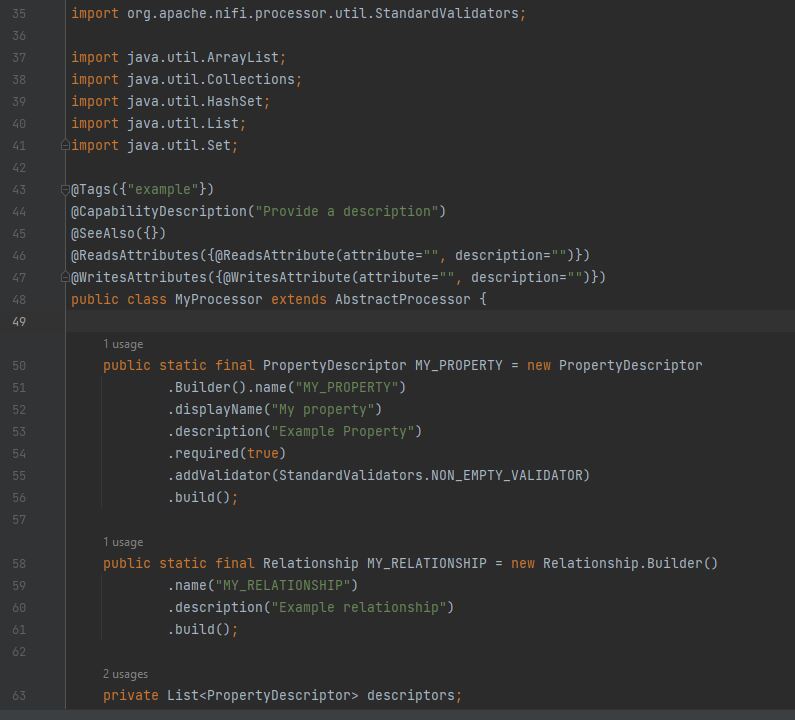 35 import org.apache.nifi.processor.util.StandardValidators;
36
37 import java.util.ArrayList;
38 import java.util.Collections;
39 import java.util.HashSet;
40 import java.util.List;
41 import java.util.Set;
42
43 @Tags({"example"})
44 @CapabilityDescription("Provide a description")
45 @SeeAlso({})
46 @ReadsAttributes({@ReadsAttribute(attribute="", description="")})
47 @WritesAttributes({@WritesAttribute(attribute="", description="")})
48 public class MyProcessor extends AbstractProcessor {
49
1 usage
50 public static final PropertyDescriptor MY_PROPERTY = new PropertyDescriptor
51 .Builder().name("MY_PROPERTY")
52 .displayName("My property")
53 .description("Example Property")
54 .required(true)
55 .addValidator(StandardValidators.NON_EMPTY_VALIDATOR)
56 .build();
57
1 usage
58 public static final Relationship MY_RELATIONSHIP = new Relationship.Builder()
59 .name("MY_RELATIONSHIP")
60 .description("Example relationship")
61 .build();
62
2 usages
63 private List<PropertyDescriptor> descriptors;